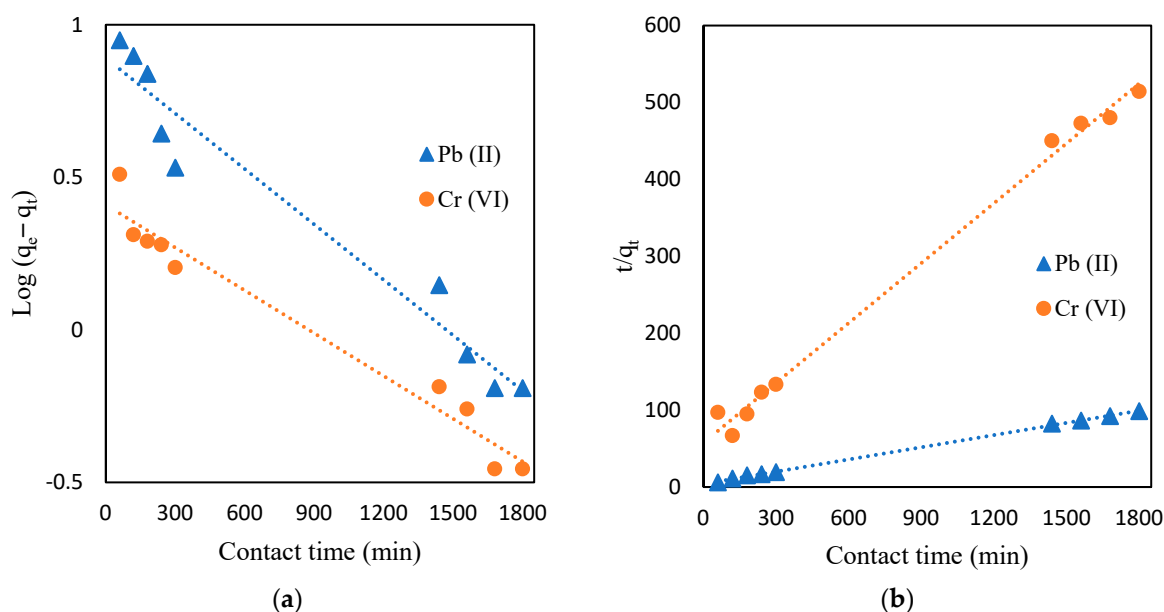 1
0.5
0
-0.5
Log (qₑ− qₜ)
Pb (II)
Cr (VI)
0 300 600 900 1200 1500 1800
Contact time (min)
(a)
600
500
400
300
200
100
0
t/qₜ
Pb (II)
Cr (VI)
0 300 600 900 1200 1500 1800
Contact time (min)
(b)